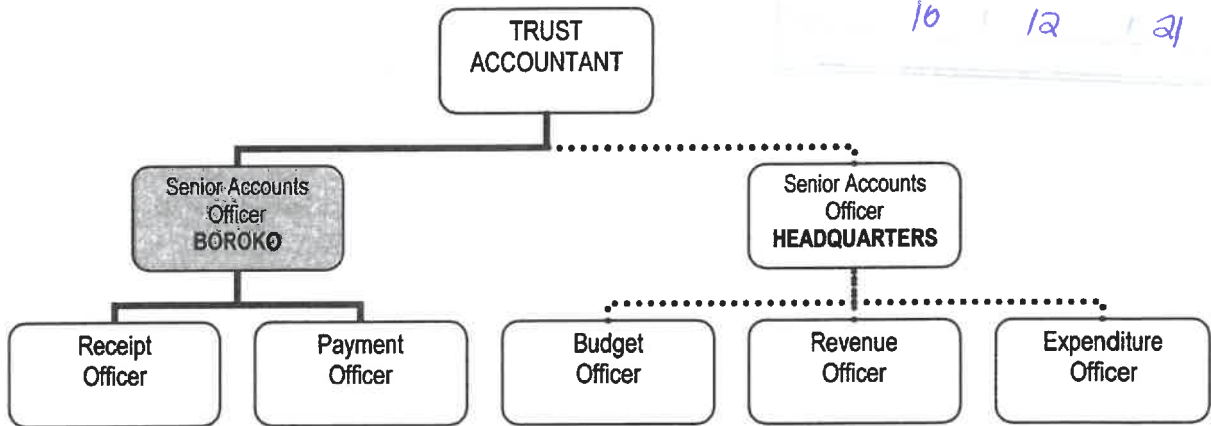 10 12 21
TRUST
ACCOUNTANT
Senior Accounts
Officer
BOROKO
Senior Accounts
Officer
HEADQUARTERS
Receipt
Officer
Payment
Officer
Budget
Officer
Revenue
Officer
Expenditure
Officer